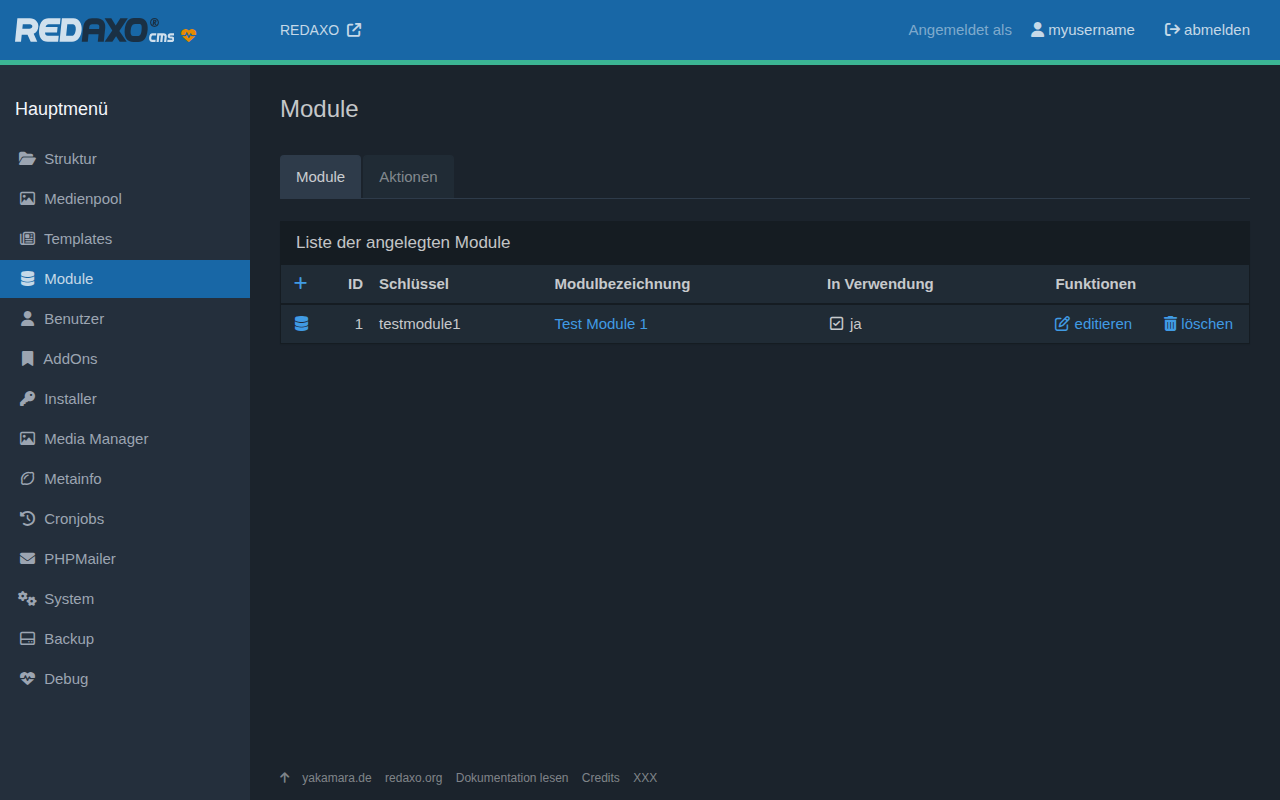 REDAXO® cms
REDAXO
Angemeldet als myusername abmelden
Hauptmenü
Struktur
Medienpool
Templates
Module
Benutzer
AddOns
Installer
Media Manager
Metainfo
Cronjobs
PHPMailer
System
Backup
Debug
Module
Module Aktionen
Liste der angelegten Module
ID Schlüssel Modulbezeichnung In Verwendung Funktionen
1 testmodule1 Test Module 1 ja editieren löschen
yakamara.de redaxo.org Dokumentation lesen Credits XXX